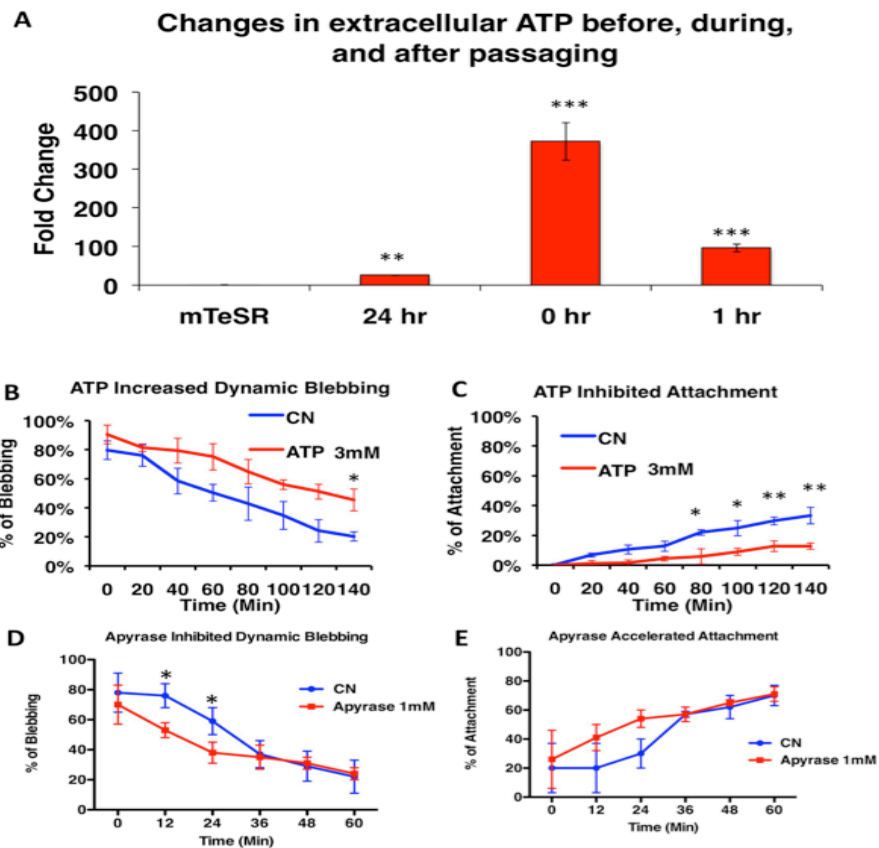 A
Changes in extracellular ATP before, during,
and after passaging
Fold Change
500
400
300
200
100
0
***
**
***
mTeSR 24 hr 0 hr 1 hr
B
ATP Increased Dynamic Blebbing
% of Blebbing
100%
80%
60%
40%
20%
0%
CN
ATP 3mM
*
0 20 40 60 80 100 120 140
Time (Min)
C
ATP Inhibited Attachment
% of Attachment
100%
80%
60%
40%
20%
0%
CN
ATP 3mM
* * ** **
0 20 40 60 80 100 120 140
Time (Min)
D
Apyrase Inhibited Dynamic Blebbing
% of Blebbing
100
80
60
40
20
0
* *
CN
Apyrase 1mM
0 12 24 36 48 60
Time (Min)
E
Apyrase Accelerated Attachment
% of Attachment
100
80
60
40
20
0
CN
Apyrase 1mM
0 12 24 36 48 60
Time (Min)